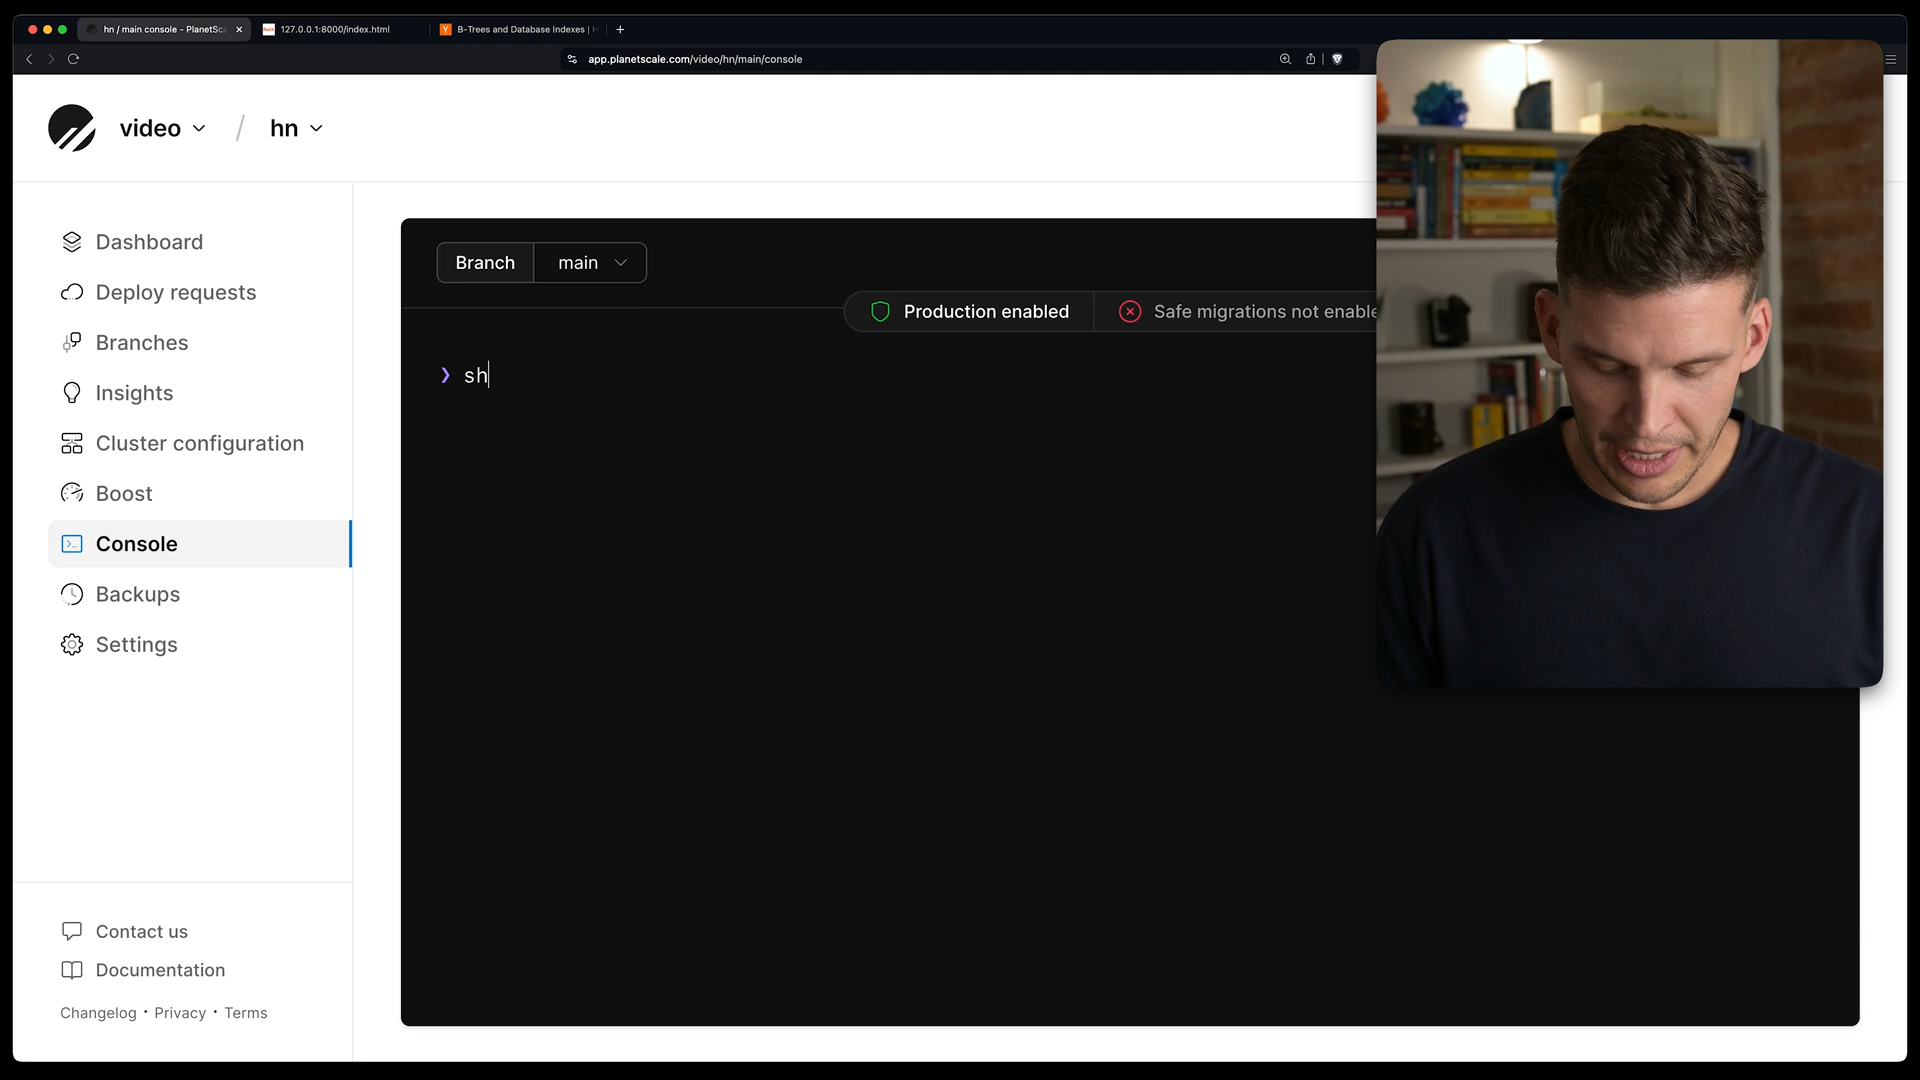 hn / main console - PlanetSc
127.0.0.1:8000/index.html
B-Trees and Database Indexes |
app.planetscale.com/video/hn/main/console
video / hn
Dashboard
Deploy requests
Branches
Insights
Cluster configuration
Boost
Console
Backups
Settings
Contact us
Documentation
Changelog · Privacy · Terms
Branch main
Production enabled
Safe migrations not enable
❯ sh